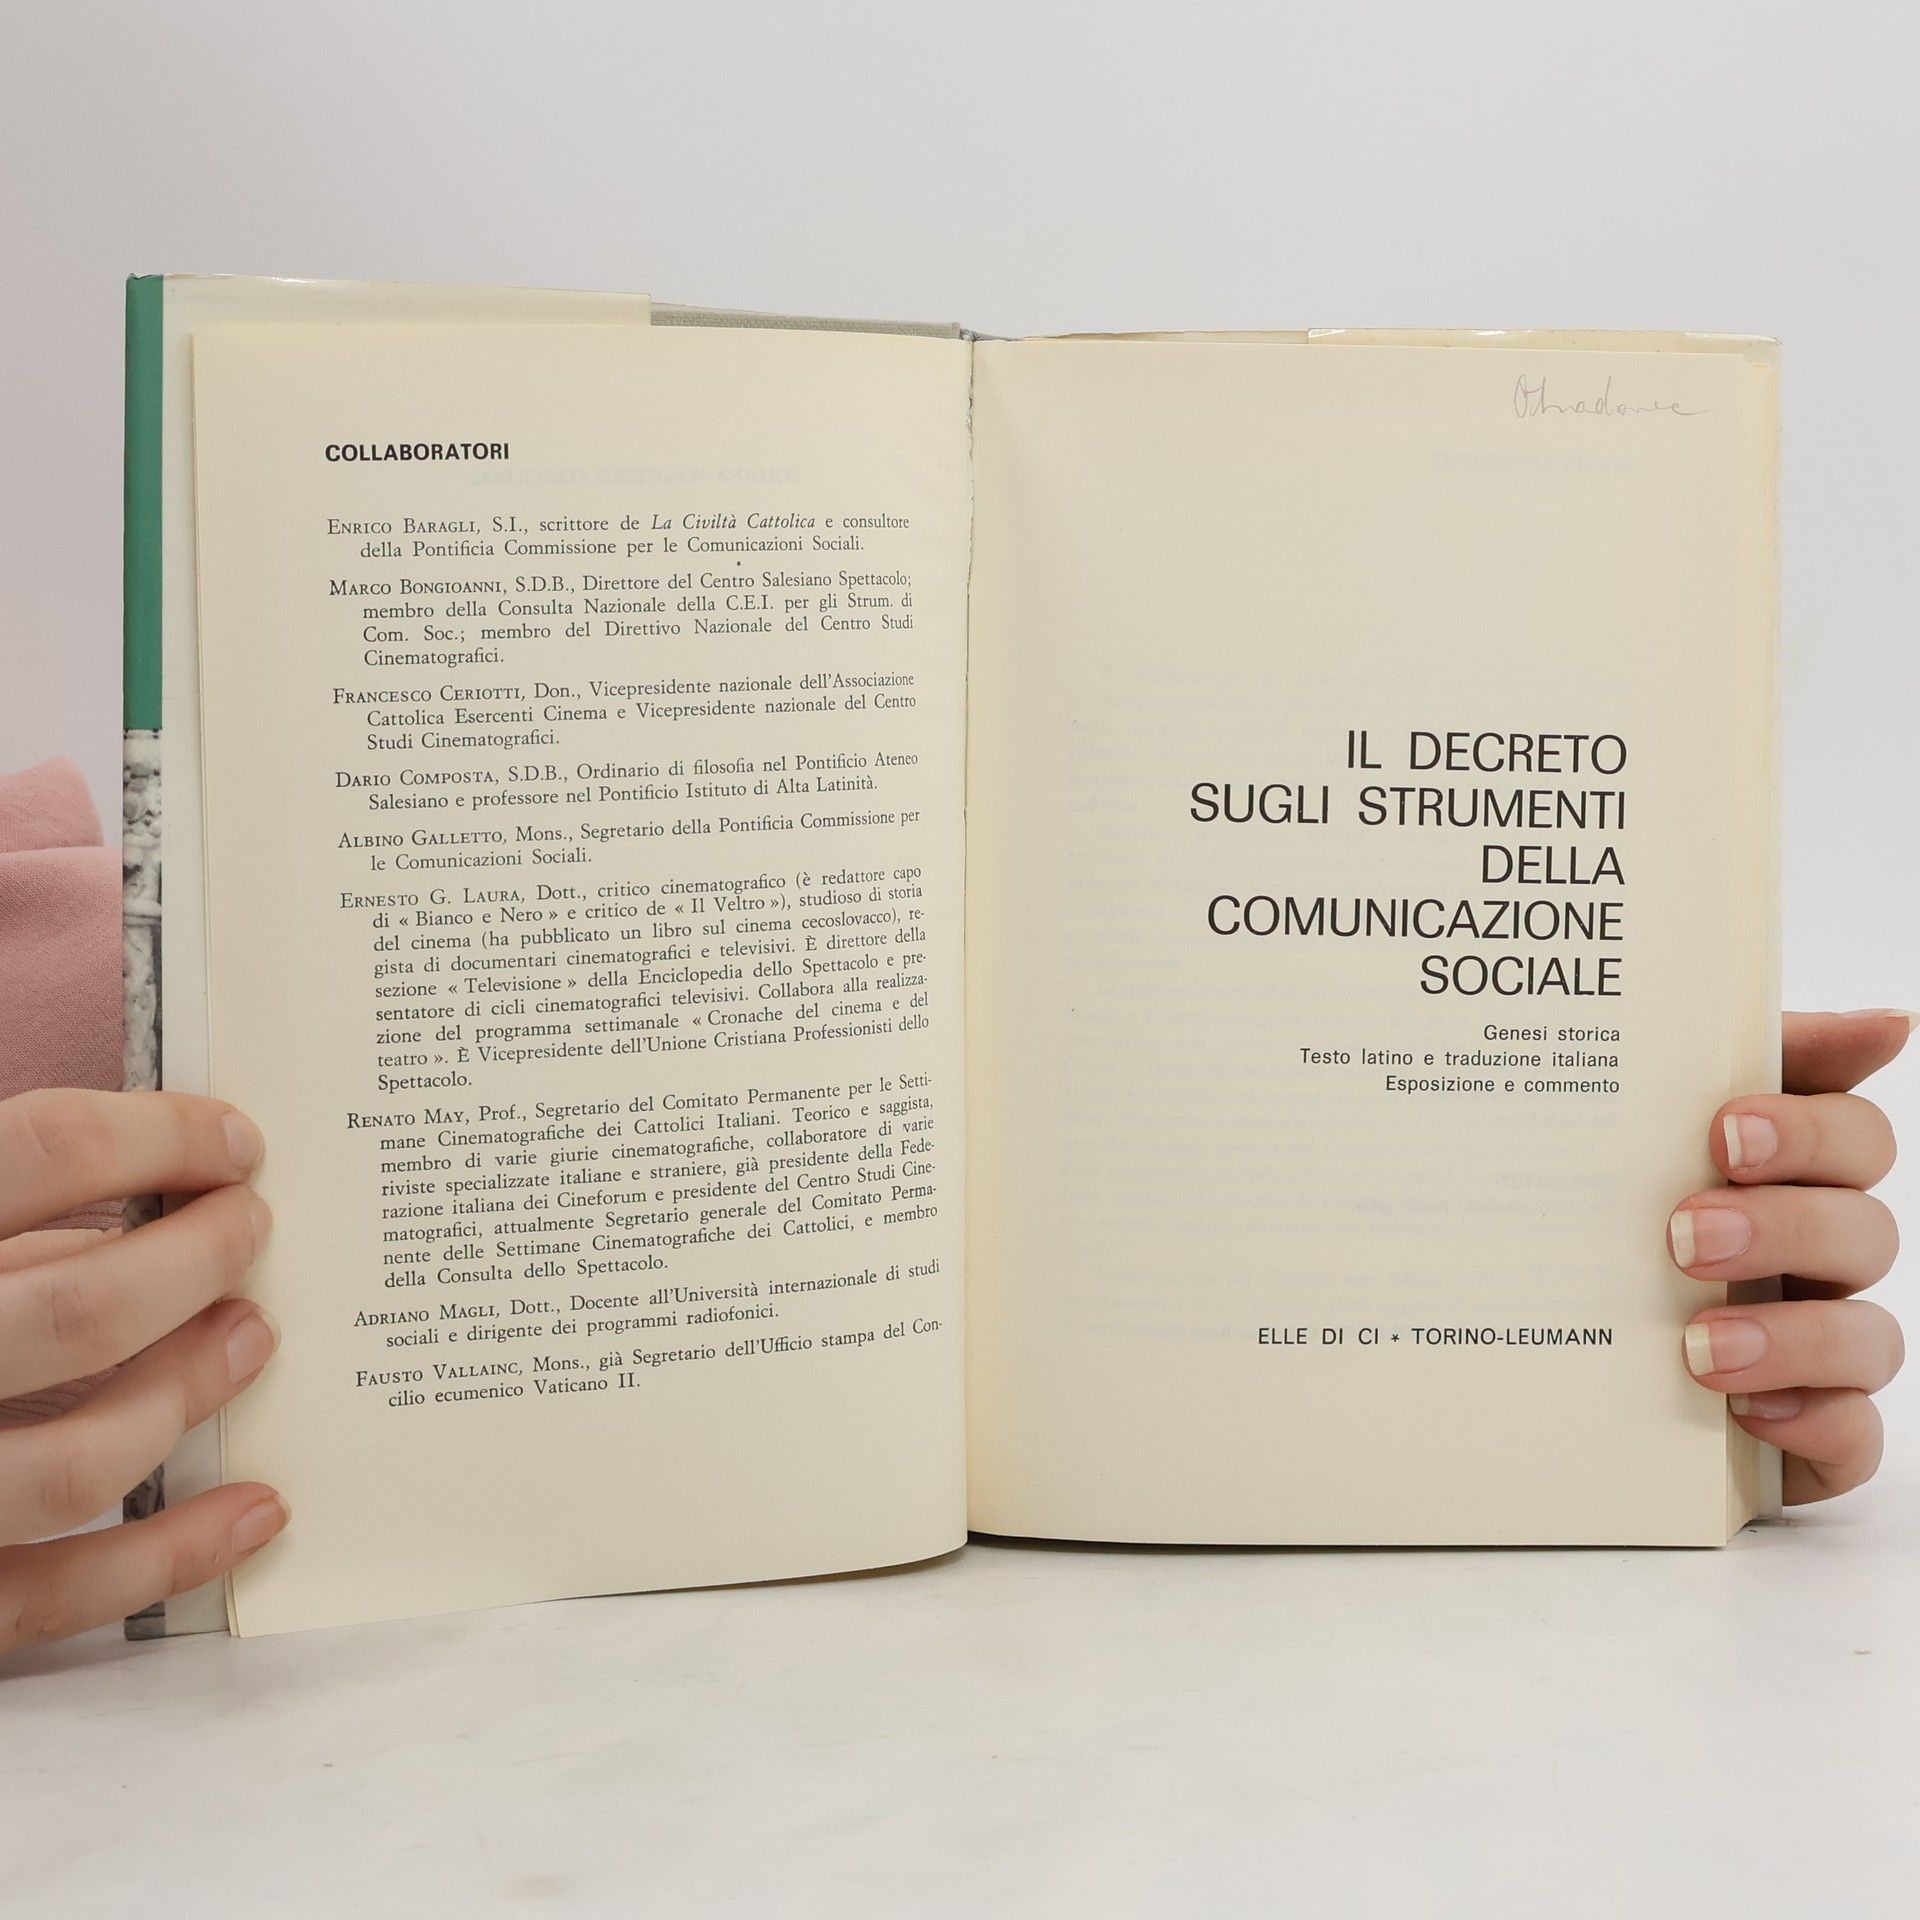 COLLABORATORI
ENRICO BARAGLI, S.I., scrittore de La Civiltà Cattolica e consultore
della Pontificia Commissione per le Comunicazioni Sociali.
MARCO BONGIOANNI, S.D.B., Direttore del Centro Salesiano Spettacolo;
membro della Consulta Nazionale della C.E.I. per gli Strum. di
Com. Soc.; membro del Direttivo Nazionale del Centro Studi
Cinematografici.
FRANCESCO CERIOTTI, Don., Vicepresidente nazionale dell'Associazione
Cattolica Esercenti Cinema e Vicepresidente nazionale del Centro
Studi Cinematografici.
DARIO COMPOSTA, S.D.B., Ordinario di filosofia nel Pontificio Ateneo
Salesiano e professore nel Pontificio Istituto di Alta Latinità.
ALBINO GALLETTO, Mons., Segretario della Pontificia Commissione per
le Comunicazioni Sociali.
ERNESTO G. LAURA, Dott., critico cinematografico (è redattore capo
di « Bianco e Nero » e critico de « Il Veltro »), studioso di storia
del cinema (ha pubblicato un libro sul cinema cecoslovacco), re-
gista di documentari cinematografici e televisivi. È direttore della
sezione « Televisione » della Enciclopedia dello Spettacolo e pre-
sentatore di cicli cinematografici televisivi. Collabora alla realizza-
zione del programma settimanale « Cronache del cinema e del
teatro ». È Vicepresidente dell'Unione Cristiana Professionisti dello
Spettacolo.
RENATO MAY, Prof., Segretario del Comitato Permanente per le Setti-
mane Cinematografiche dei Cattolici Italiani. Teorico e saggista,
membro di varie giurie cinematografiche, collaboratore di varie
riviste specializzate italiane e straniere, già presidente della Fede-
razione italiana dei Cineforum e presidente del Centro Studi Cine-
matografici, attualmente Segretario generale del Comitato Perma-
nente delle Settimane Cinematografiche dei Cattolici, e membro
della Consulta dello Spettacolo.
ADRIANO MAGLI, Dott., Docente all'Università internazionale di studi
sociali e dirigente dei programmi radiofonici.
FAUSTO VALLAINC, Mons., già Segretario dell'Ufficio stampa del Con-
cilio ecumenico Vaticano II.
IL DECRETO
SUGLI STRUMENTI
DELLA
COMUNICAZIONE
SOCIALE
Genesi storica
Testo latino e traduzione italiana
Esposizione e commento
ELLE DI CI * TORINO-LEUMANN